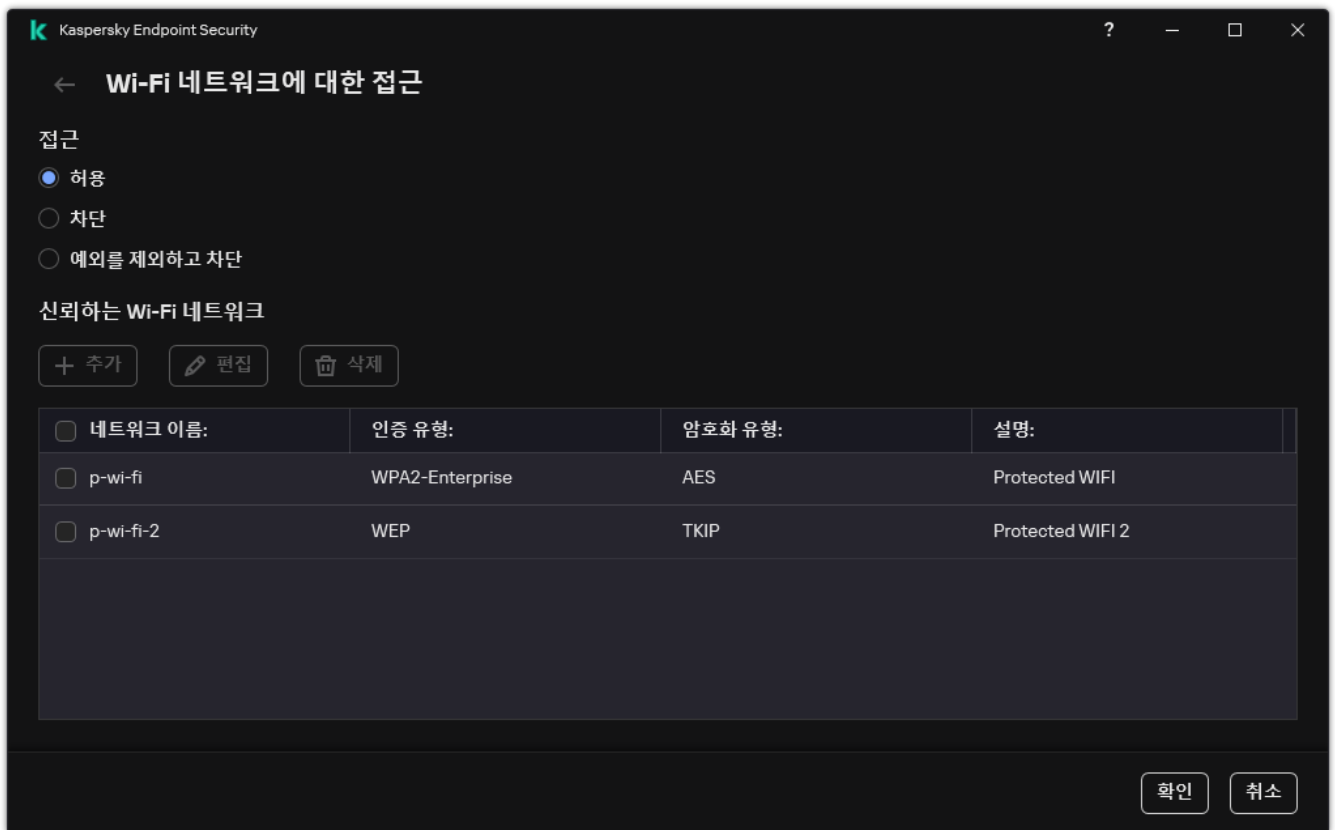 Kaspersky Endpoint Security
Wi-Fi 네트워크에 대한 접근
접근
허용
차단
예외를 제외하고 차단
신뢰하는 Wi-Fi 네트워크
추가 편집 삭제
네트워크 이름: 인증 유형: 암호화 유형: 설명:
p-wi-fi WPA2-Enterprise AES Protected WIFI
p-wi-fi-2 WEP TKIP Protected WIFI 2
확인 취소